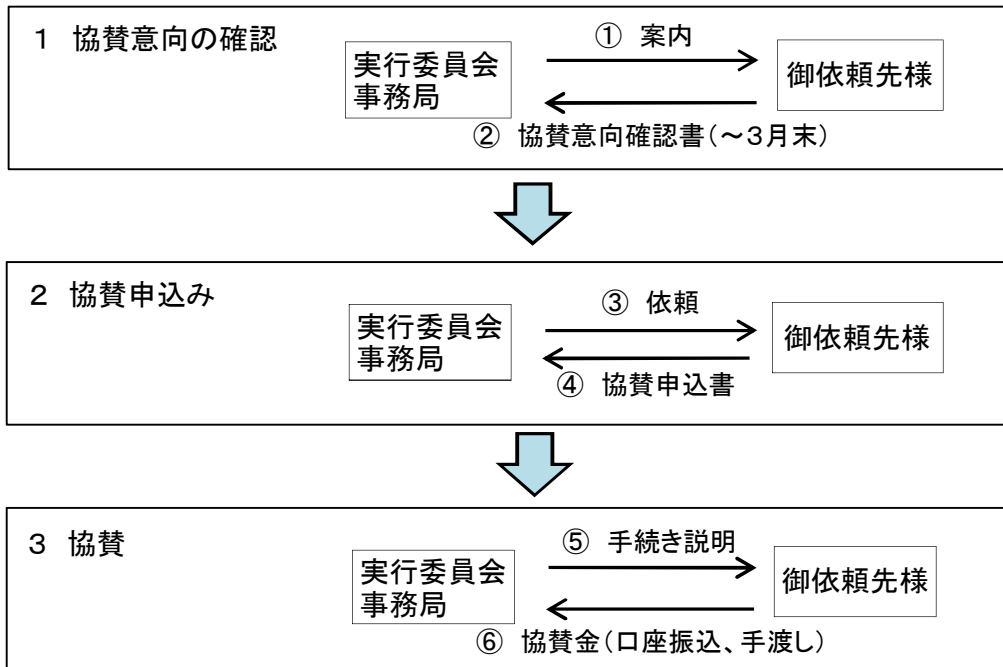 1 協賛意向の確認
① 案内
実行委員会
事務局
御依頼先様
② 協賛意向確認書(～3月末)
2 協賛申込み
③ 依頼
実行委員会
事務局
御依頼先様
④ 協賛申込書
3 協賛
⑤ 手続き説明
実行委員会
事務局
御依頼先様
⑥ 協賛金(口座振込、手渡し)